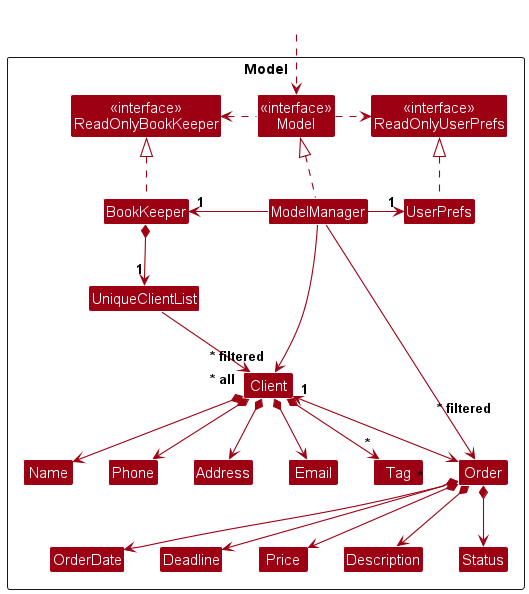 Model
«interface»
ReadOnlyBookKeeper
«interface»
Model
«interface»
ReadOnlyUserPrefs
BookKeeper
1
ModelManager
1
UserPrefs
1
UniqueClientList
* filtered
* all
Client
1
* filtered
*
Name
Phone
Address
Email
Tag
*
Order
OrderDate
Deadline
Price
Description
Status